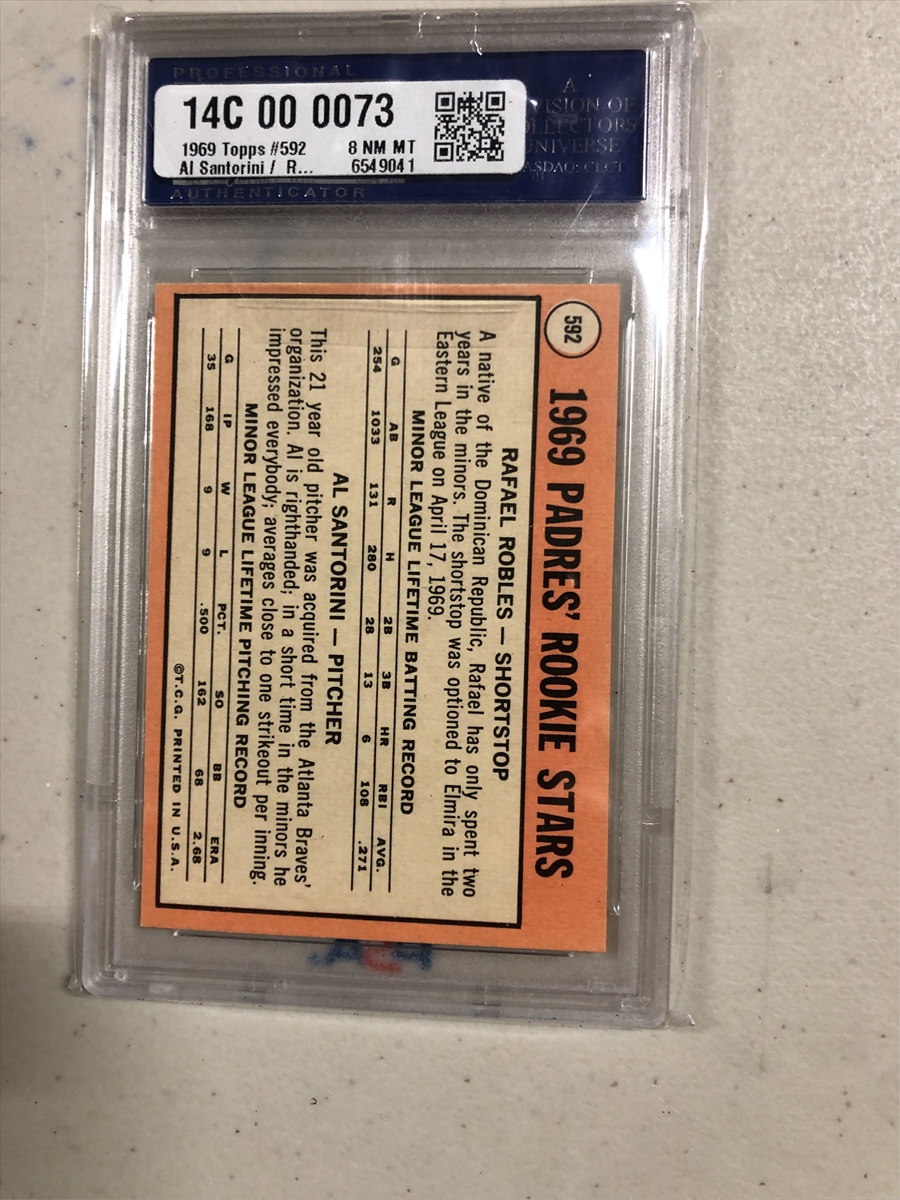 PROFESSIONAL
14C 00 0073
1969 Topps #592 8 NM MT
Al Santorini / R... 6549041
AUTHENTICATOR
A
ISION OF
OLLECTORS
UNIVERSE
ASDAQ: CLCT
592
1969 PADRES' ROOKIE STARS
RAFAEL ROBLES — SHORTSTOP
A native of the Dominican Republic, Rafael has only spent two
years in the minors. The shortstop was optioned to Elmira in the
Eastern League on April 17, 1969.
MINOR LEAGUE LIFETIME BATTING RECORD
G AB R H 2B 3B HR RBI AVG.
254 1033 131 280 28 13 6 108 .271
AL SANTORINI — PITCHER
This 21 year old pitcher was acquired from the Atlanta Braves'
organization. Al is righthanded; in a short time in the minors he
impressed everybody; averages close to one strikeout per inning.
MINOR LEAGUE LIFETIME PITCHING RECORD
G IP W L PCT. SO BB ERA
35 168 9 9 .500 162 68 2.68
©T.C.G. PRINTED IN U.S.A.